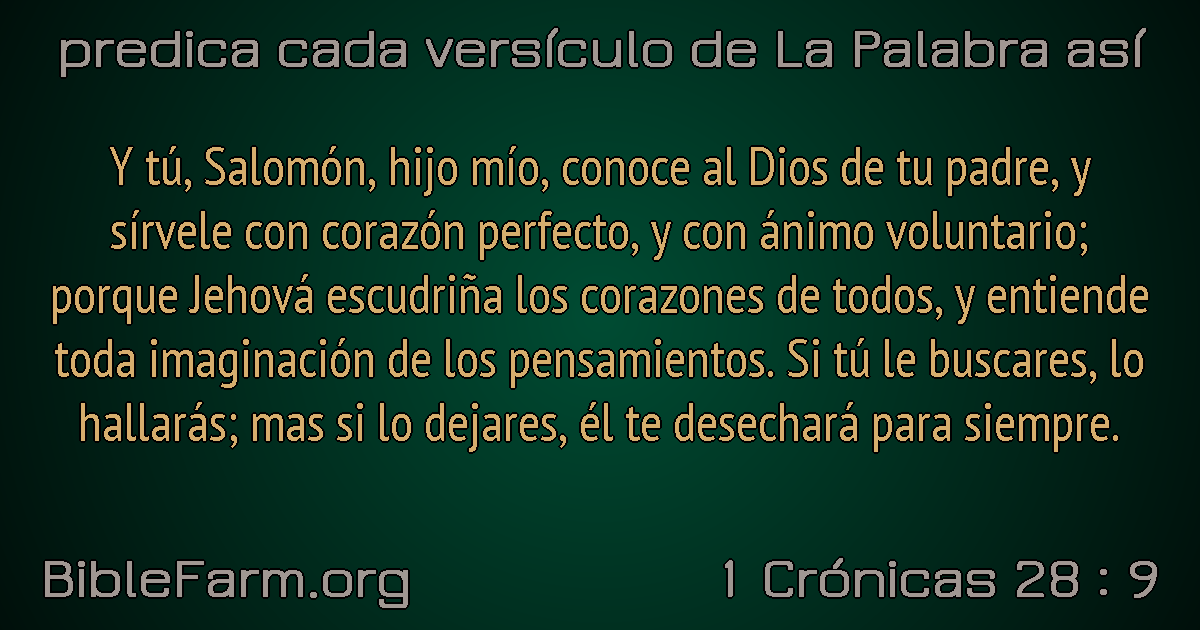 predica cada versículo de La Palabra así
Y tú, Salomón, hijo mío, conoce al Dios de tu padre, y
sírvele con corazón perfecto, y con ánimo voluntario;
porque Jehová escudriña los corazones de todos, y entiende
toda imaginación de los pensamientos. Si tú le buscares, lo
hallarás; mas si lo dejares, él te desechará para siempre.
BibleFarm.org
1 Crónicas 28 : 9